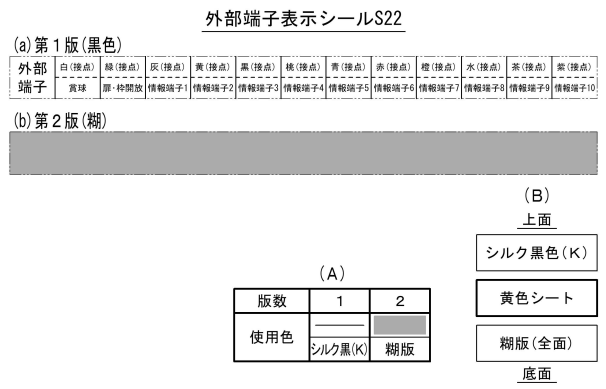 外部端子表示シールS22
(a)第1版(黒色)
外部端子 白(接点) 緑(接点) 灰(接点) 黄(接点) 黒(接点) 桃(接点) 青(接点) 赤(接点) 橙(接点) 水(接点) 茶(接点) 紫(接点)
賞球 扉・枠開放 情報端子1 情報端子2 情報端子3 情報端子4 情報端子5 情報端子6 情報端子7 情報端子8 情報端子9 情報端子10
(b)第2版(糊)
(B)
上面
シルク黒色(K)
黄色シート
糊版(全面)
底面
(A)
版数 1 2
使用色 シルク黒(K) 糊版